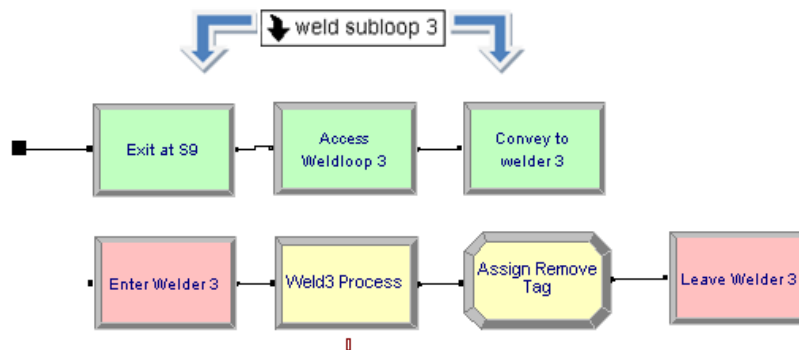 weld subloop 3
Exit at S9
Access
Weldloop 3
Convey to
welder 3
Enter Welder 3
Weld3 Process
Assign Remove
Tag
Leave Welder 3